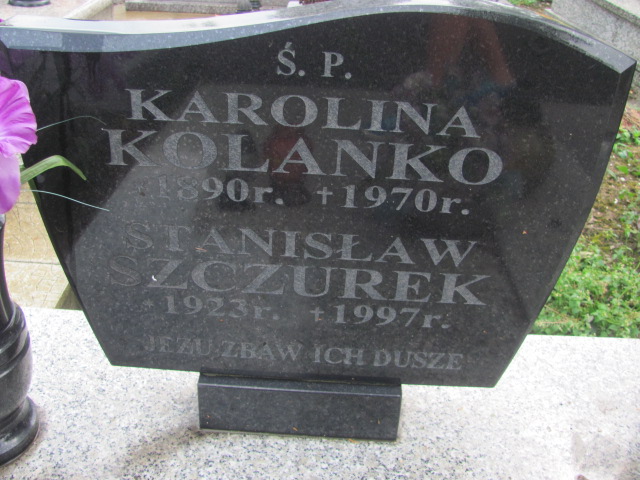 Ś. P.
KAROLINA
KOLANKO
* 1890r. † 1970r.
STANISŁAW
SZCZUREK
* 1923r. † 1997r.
JEZU ZBAW ICH DUSZE